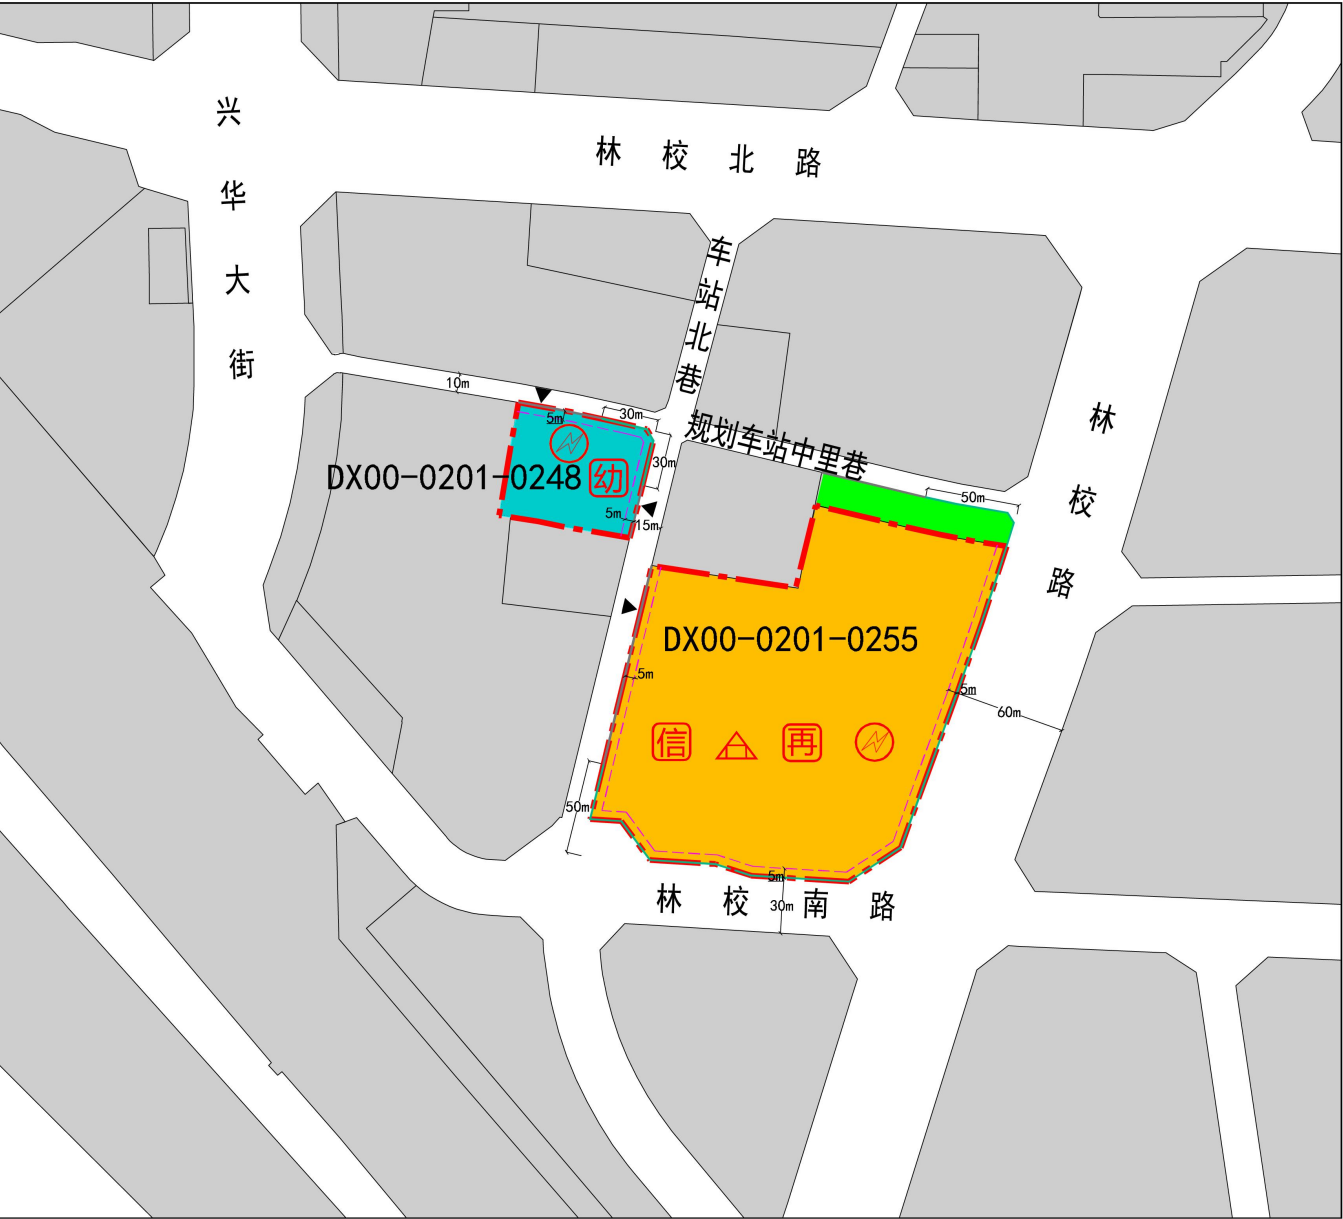 兴华大街
林校北路
车站北巷
10m
30m
5m
规划车站中里巷
林校路
30m
DX00-0201-0248
幼
50m
5m
15m
DX00-0201-0255
5m
5m
60m
信
再
50m
5m
林校南路
30m